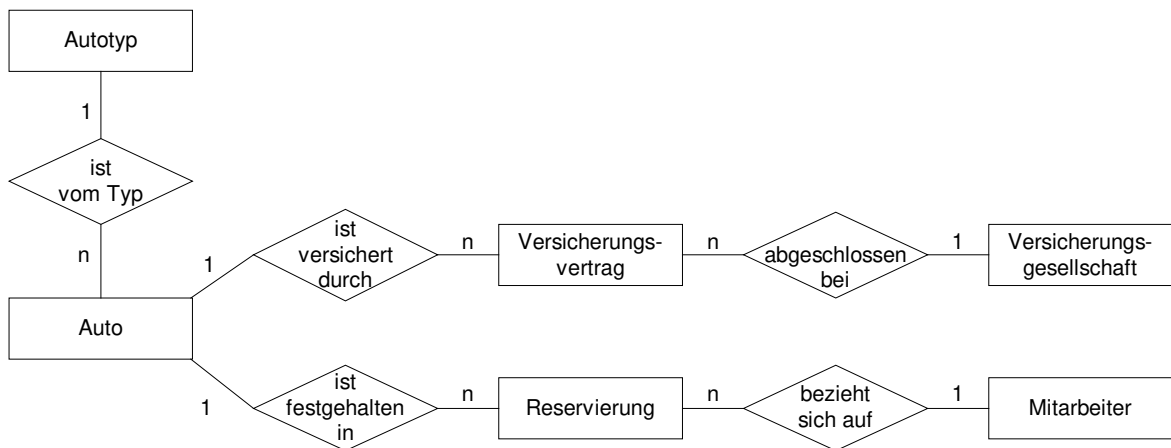 Autotyp
1
ist
vom Typ
n
Auto
1
ist
versichert
durch
n
Versicherungs-
vertrag
n
abgeschlossen
bei
1
Versicherungs-
gesellschaft
1
ist
festgehalten
in
n
Reservierung
n
bezieht
sich auf
1
Mitarbeiter